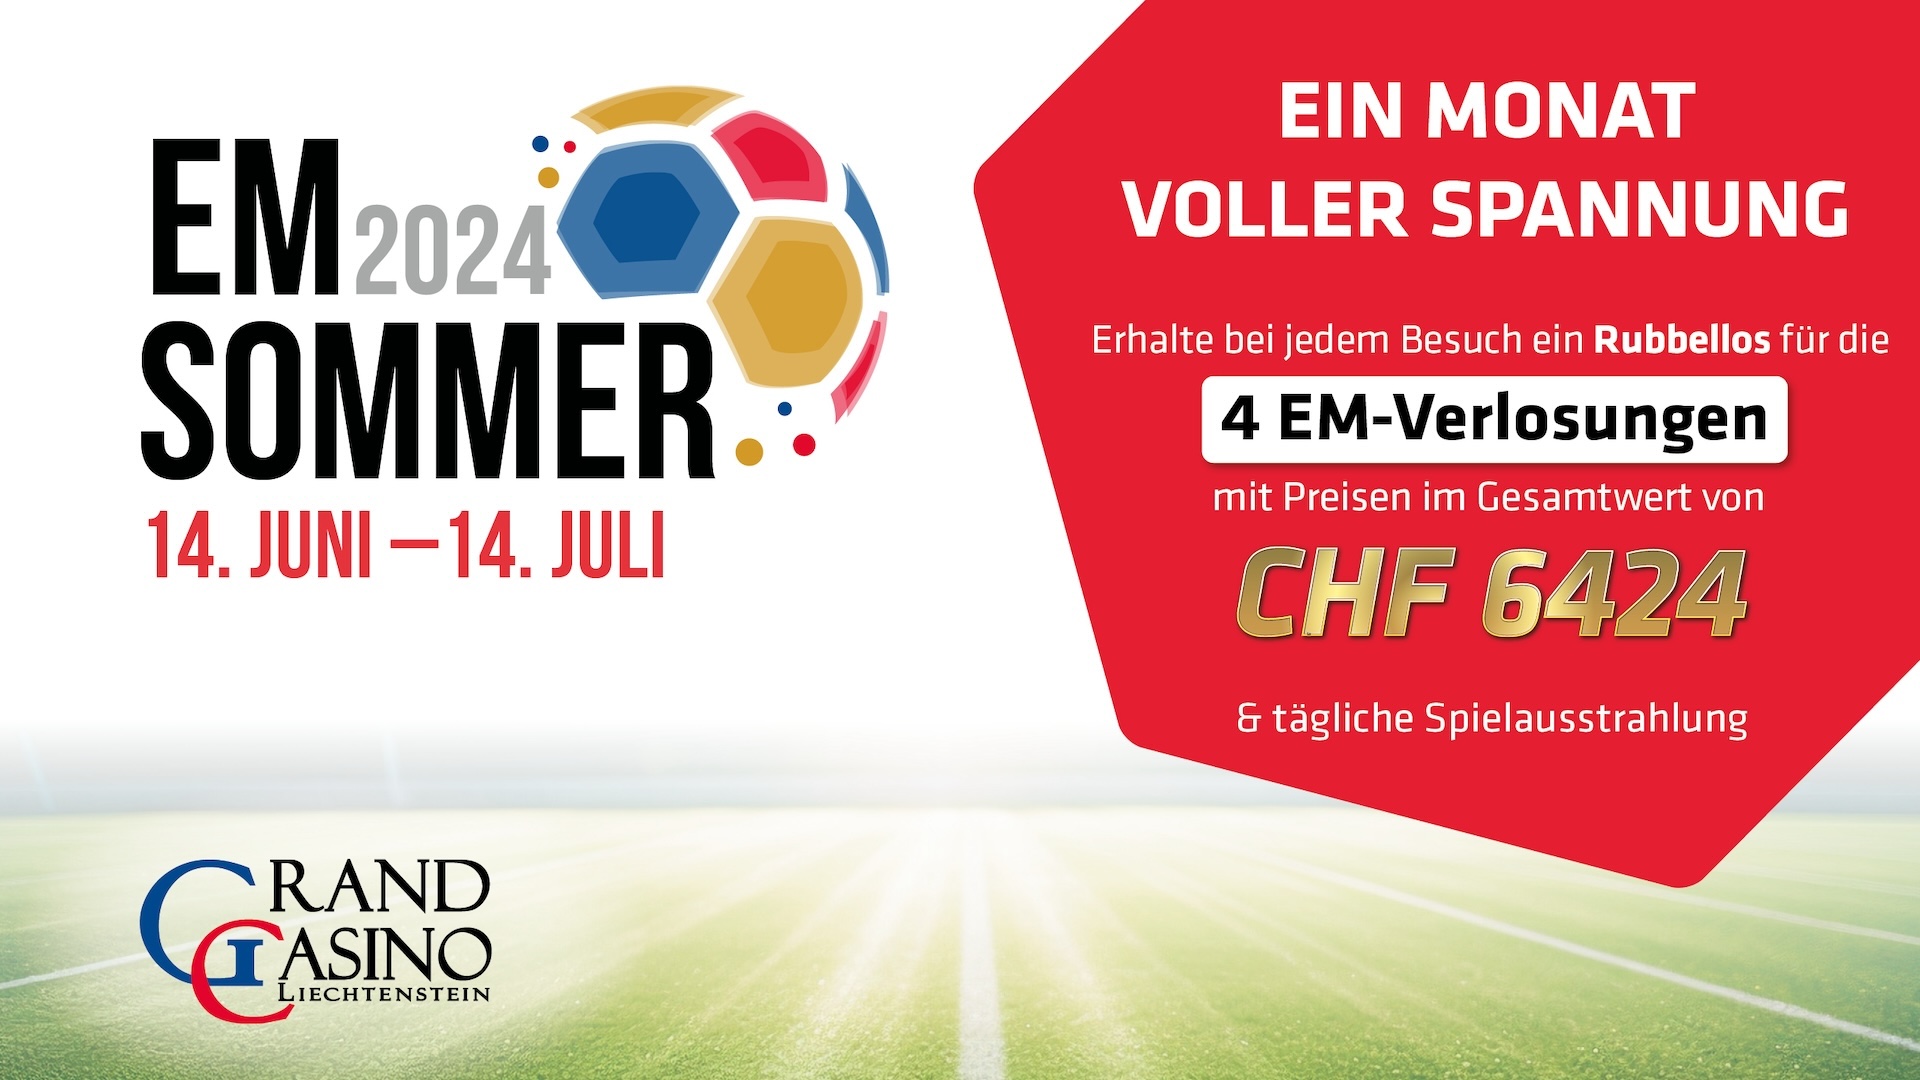 EM 2024
SOMMER
14. JUNI – 14. JULI
EIN MONAT
VOLLER SPANNUNG
Erhalte bei jedem Besuch ein Rubbellos für die
4 EM-Verlosungen
mit Preisen im Gesamtwert von
CHF 6424
& tägliche Spielausstrahlung
GRAND
CASINO
LIECHTENSTEIN